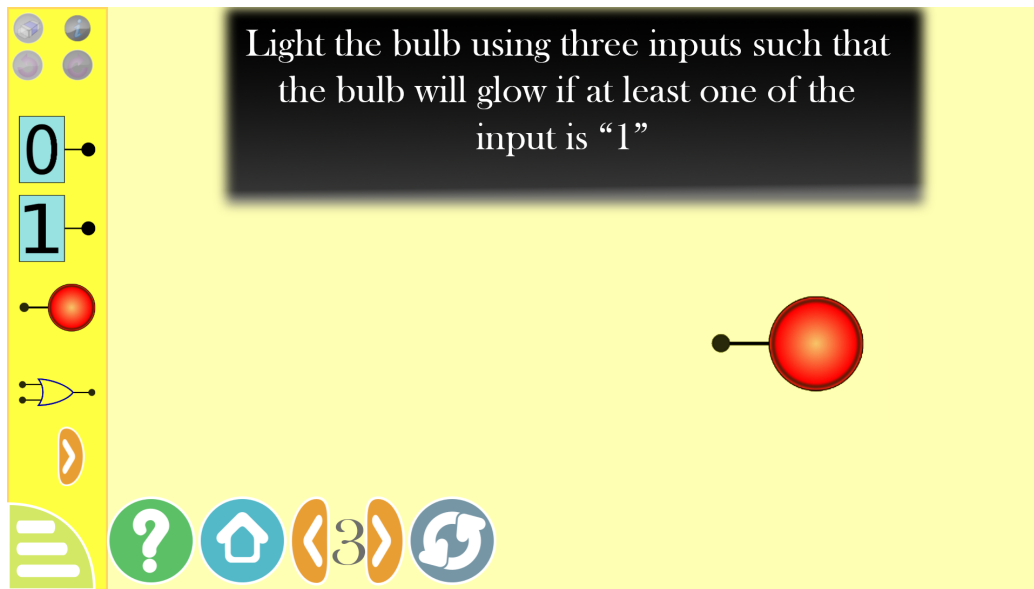 Light the bulb using three inputs such that
the bulb will glow if at least one of the
input is “1”
0
1
?
3